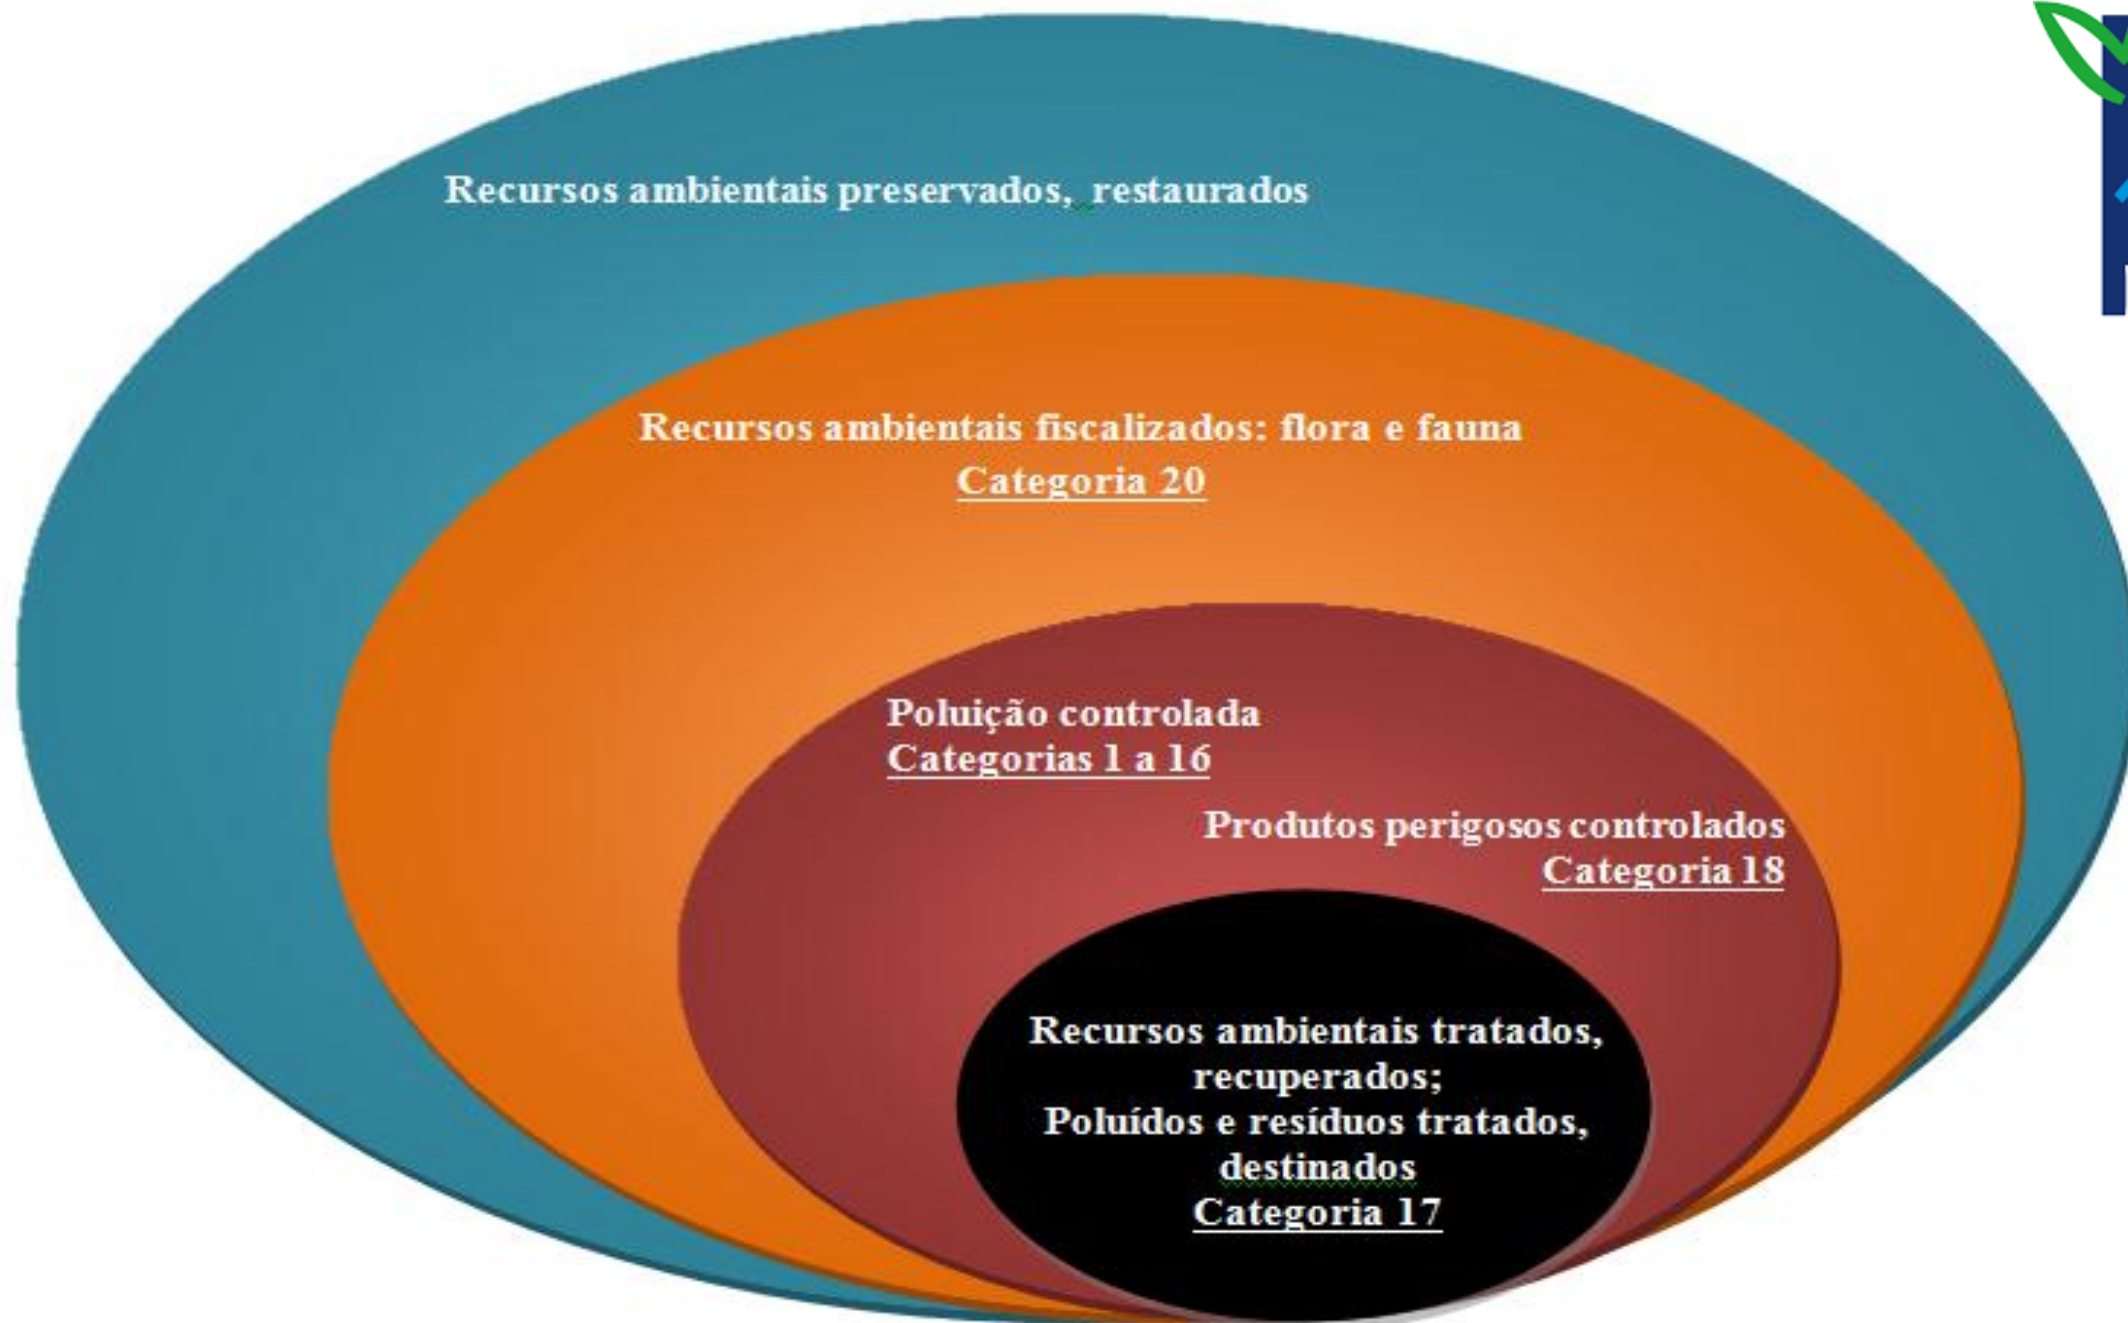 Recursos ambientais preservados, restaurados
Recursos ambientais fiscalizados: flora e fauna
Categoria 20
Poluição controlada
Categorias 1 a 16
Produtos perigosos controlados
Categoria 18
Recursos ambientais tratados,
recuperados;
Poluídos e resíduos tratados,
destinados
Categoria 17